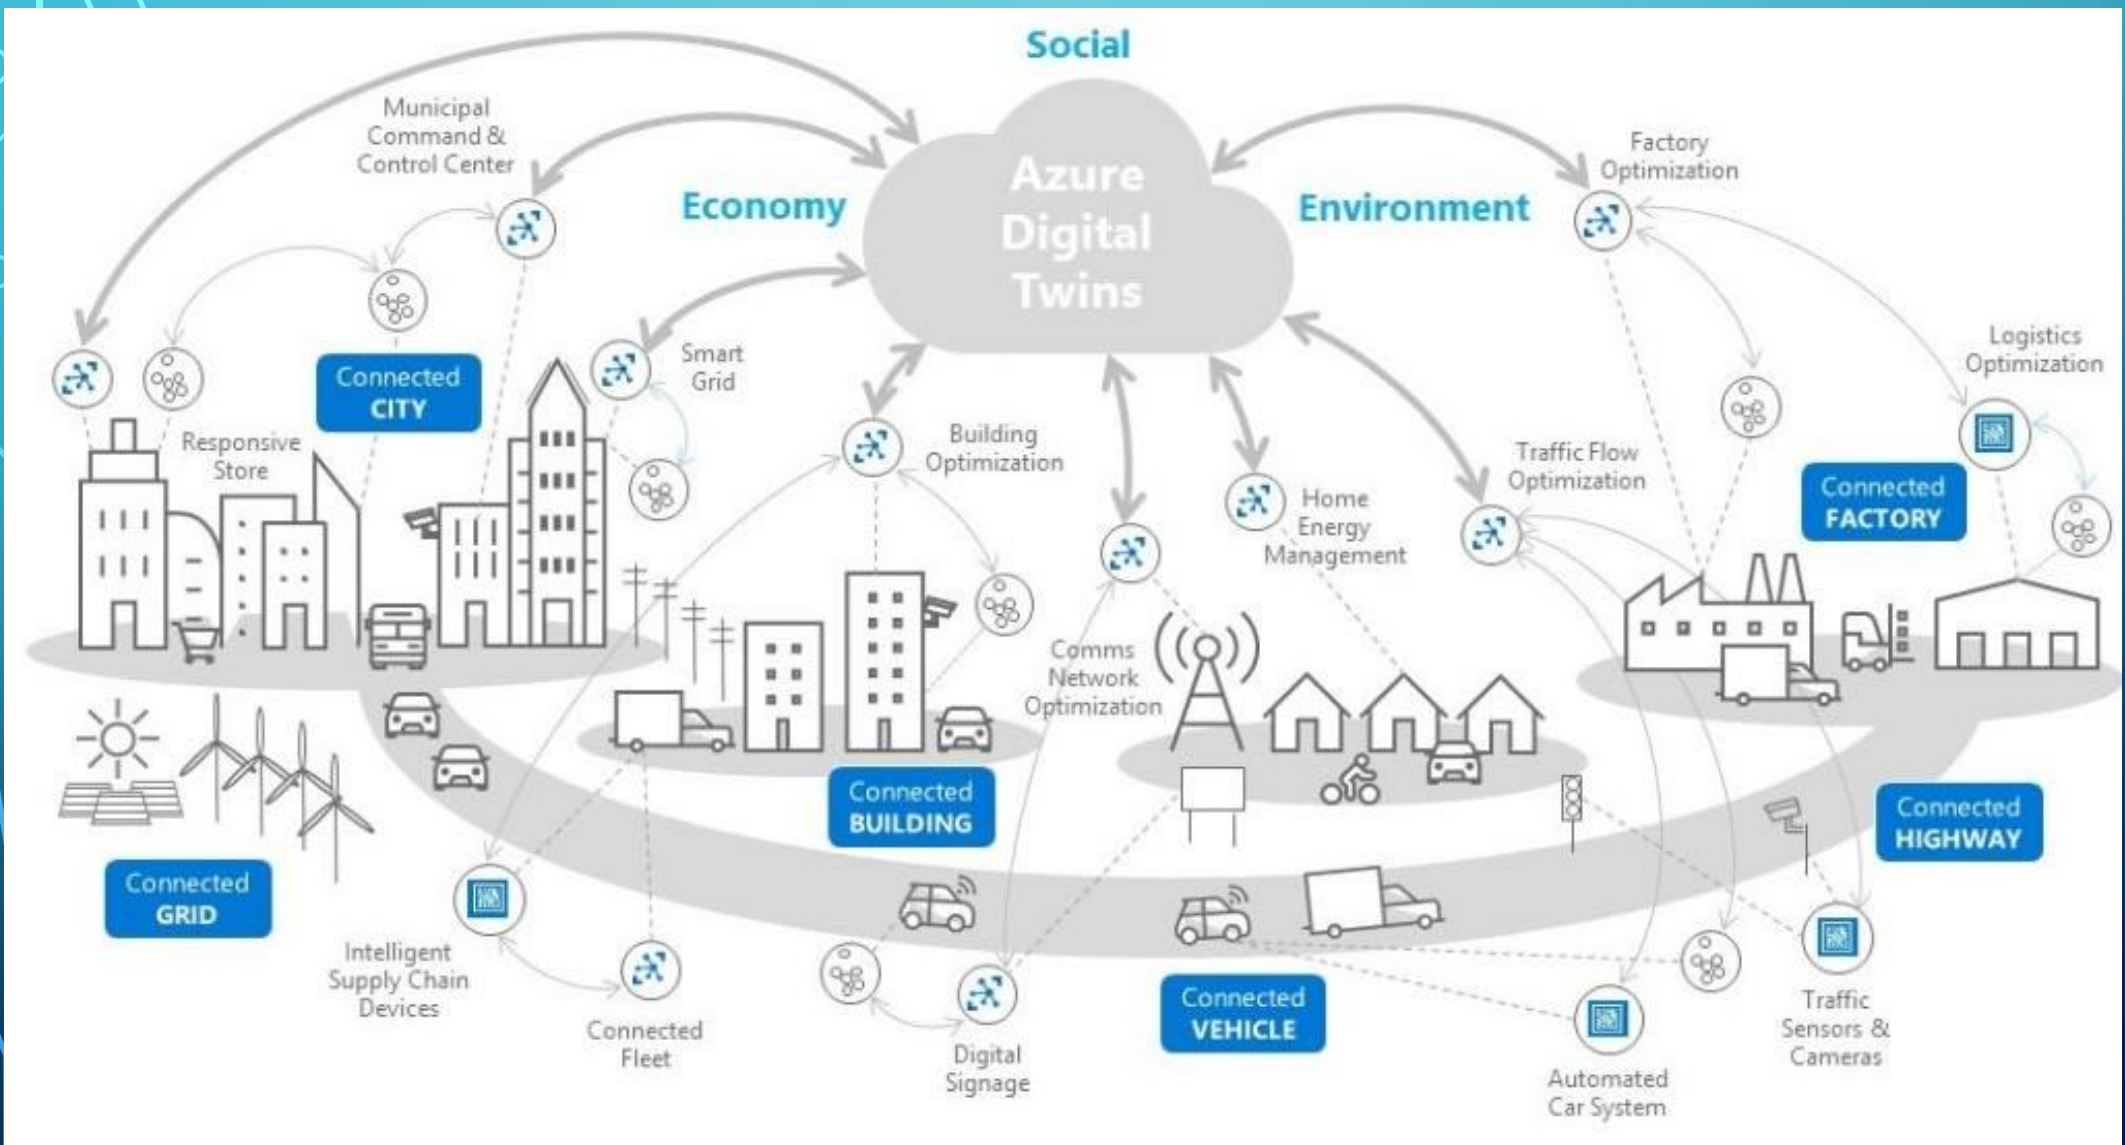 Social
Municipal
Command &
Control Center
Factory
Optimization
Azure
Digital
Twins
Economy
Environment
Logistics
Optimization
Smart
Grid
Connected
CITY
Responsive
Store
Building
Optimization
Traffic Flow
Optimization
Home
Energy
Management
Connected
FACTORY
Comms
Network
Optimization
Connected
BUILDING
Connected
HIGHWAY
Connected
GRID
Intelligent
Supply Chain
Devices
Connected
Fleet
Digital
Signage
Connected
VEHICLE
Traffic
Sensors &
Cameras
Automated
Car System